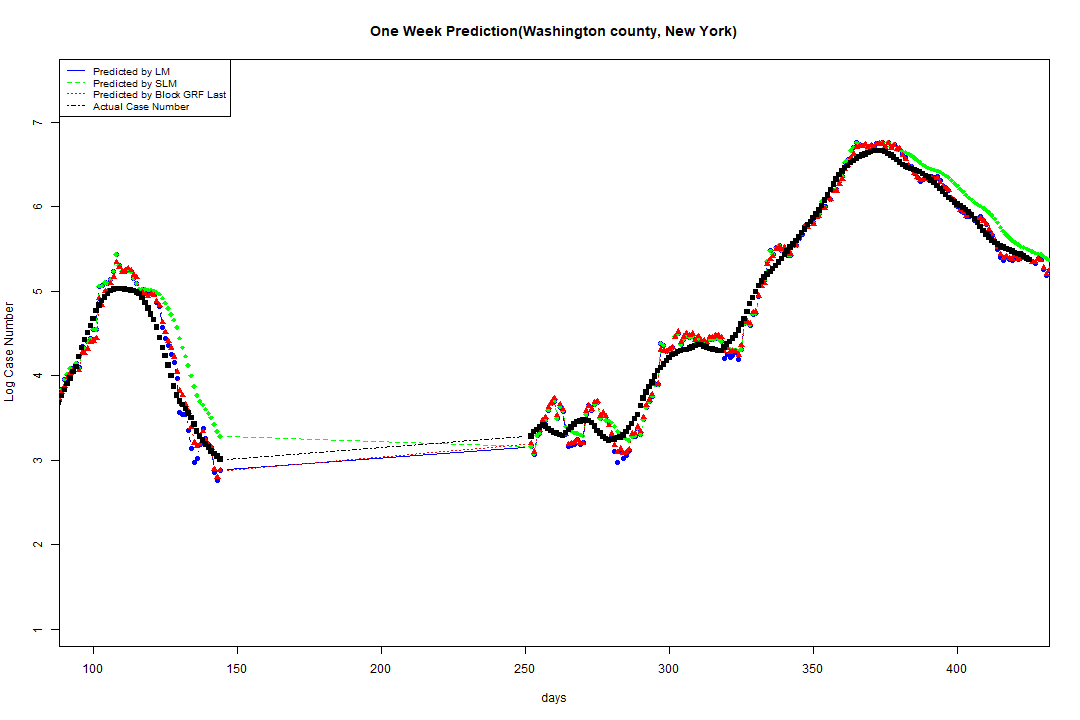 One Week Prediction(Washington county, New York)
Predicted by LM
Predicted by SLM
Predicted by Block GRF Last
Actual Case Number
Log Case Number
7
6
5
4
3
2
1
100 150 200 250 300 350 400
days